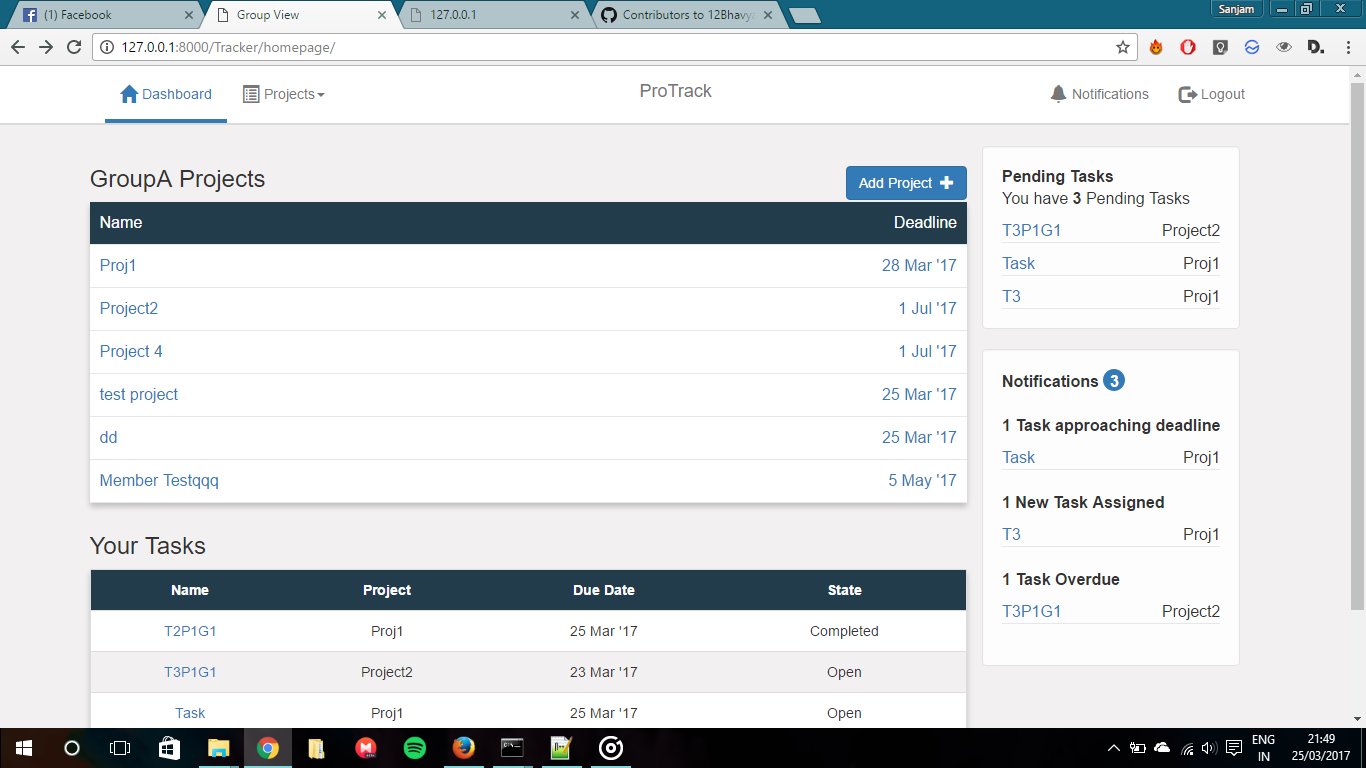 (1) Facebook
Group View
127.0.0.1
Contributors to 12Bhavy
Sanjam
127.0.0.1:8000/Tracker/homepage/
D.
Dashboard
Projects
ProTrack
Notifications
Logout
GroupA Projects
Add Project
Name Deadline
Proj1 28 Mar '17
Project2 1 Jul '17
Project 4 1 Jul '17
test project 25 Mar '17
dd 25 Mar '17
Member Testqqq 5 May '17
Your Tasks
Name Project Due Date State
T2P1G1 Proj1 25 Mar '17 Completed
T3P1G1 Project2 23 Mar '17 Open
Task Proj1 25 Mar '17 Open
Pending Tasks
You have 3 Pending Tasks
T3P1G1 Project2
Task Proj1
T3 Proj1
Notifications 3
1 Task approaching deadline
Task Proj1
1 New Task Assigned
T3 Proj1
1 Task Overdue
T3P1G1 Project2
ENG
IN
21:49
25/03/2017